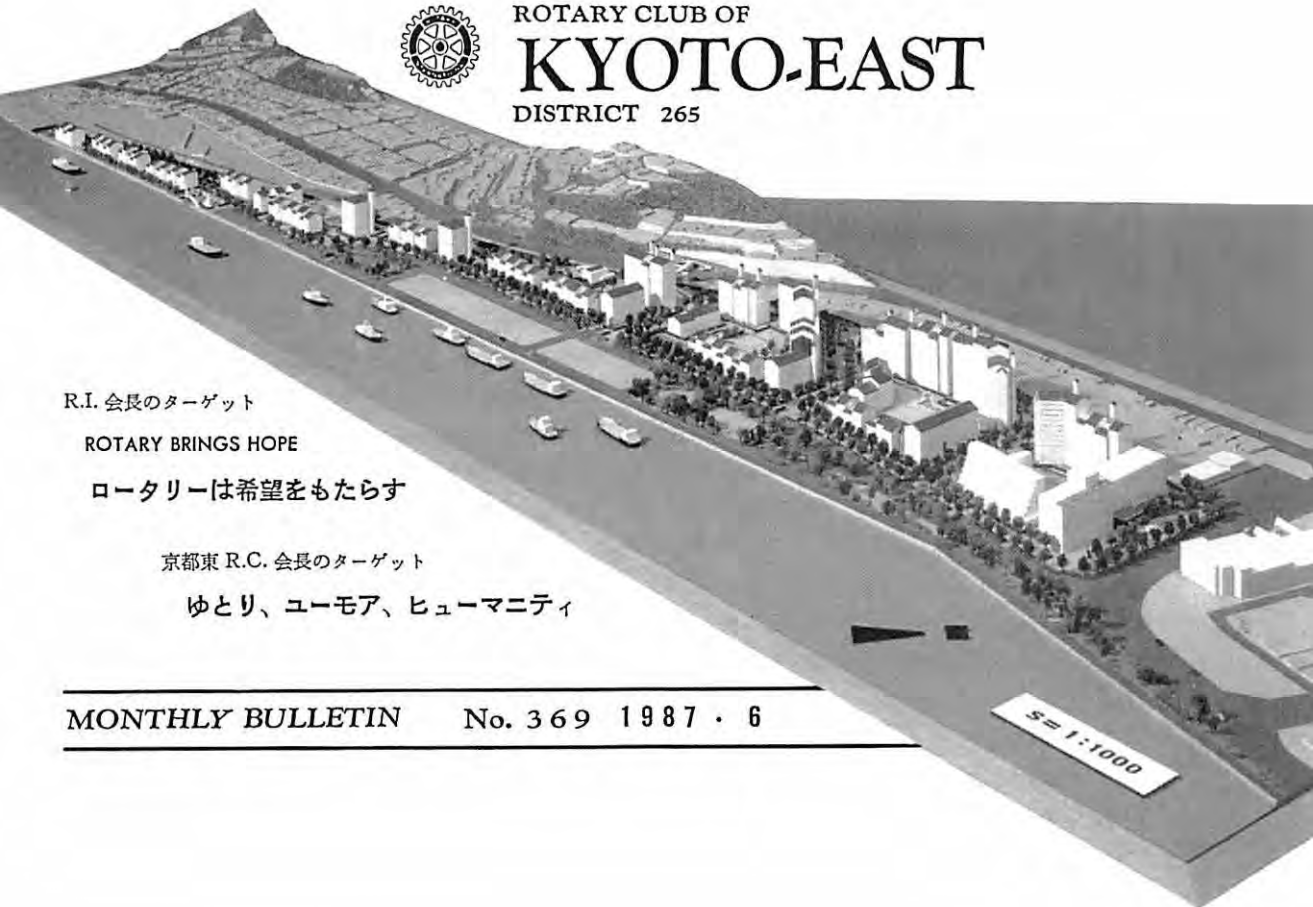 ROTARY CLUB OF
KYOTO-EAST
DISTRICT 265
R.I. 会長のターゲット
ROTARY BRINGS HOPE
ロータリーは希望をもたらす
京都東 R.C. 会長のターゲット
ゆとり、ユーモア、ヒューマニティ
MONTHLY BULLETIN No. 369 1987・6
S=1:1000